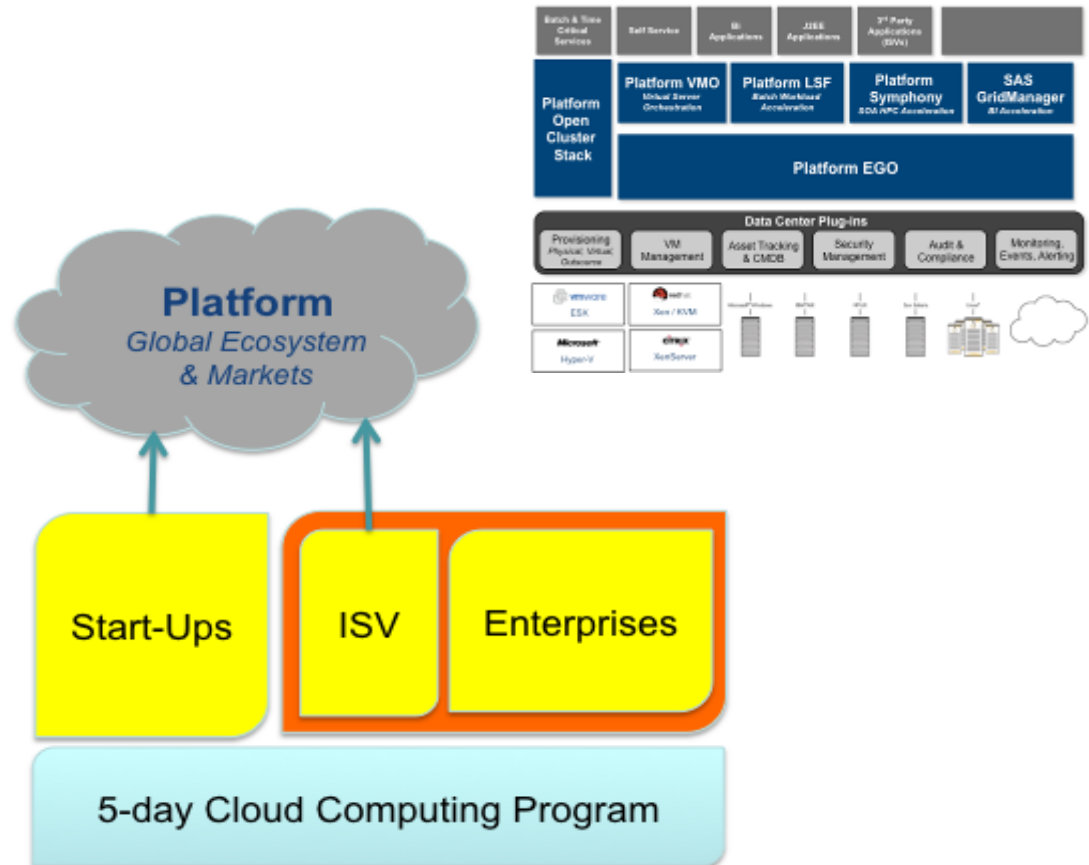 Batch & Time
Critical
Services
Self Service
BI
Applications
J2EE
Applications
3rd Party
Applications
(ISVs)
Platform
Open
Cluster
Stack
Platform VMO
Virtual Server
Orchestration
Platform LSF
Batch Workload
Acceleration
Platform
Symphony
SOA HPC Acceleration
SAS
GridManager
BI Acceleration
Platform EGO
Data Center Plug-ins
Provisioning
Physical, Virtual,
Outsource
VM
Management
Asset Tracking
& CMDB
Security
Management
Audit &
Compliance
Monitoring,
Events, Alerting
vmware
ESX
redhat
Xen / KVM
Microsoft
Hyper-V
citrix
XenServer
Microsoft Windows
Platform
Global Ecosystem
& Markets
Start-Ups
ISV
Enterprises
5-day Cloud Computing Program